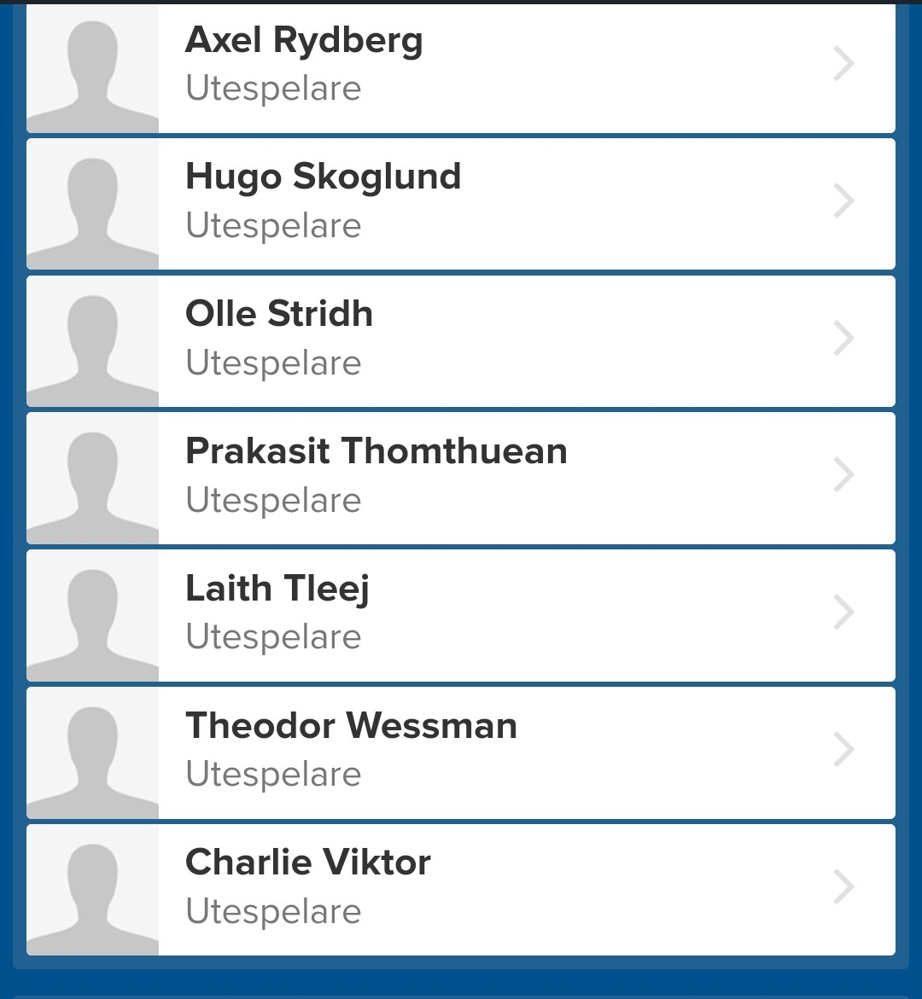 Axel Rydberg
Utespelare
Hugo Skoglund
Utespelare
Olle Stridh
Utespelare
Prakasit Thomthuean
Utespelare
Laith Tleej
Utespelare
Theodor Wessman
Utespelare
Charlie Viktor
Utespelare